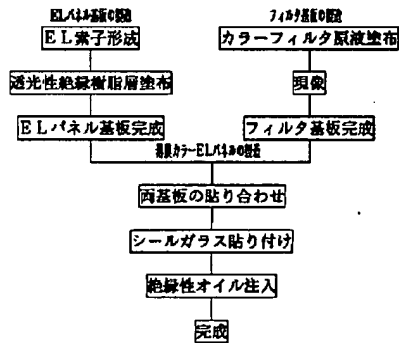 ELパネル基板の製造
EL素子形成
透光性絶縁樹脂層塗布
ELパネル基板完成
フィルタ基板の製造
カラーフィルタ原液塗布
現像
フィルタ基板完成
薄膜カラーELパネルの製造
両基板の貼り合わせ
シールガラス貼り付け
絶縁性オイル注入
完成